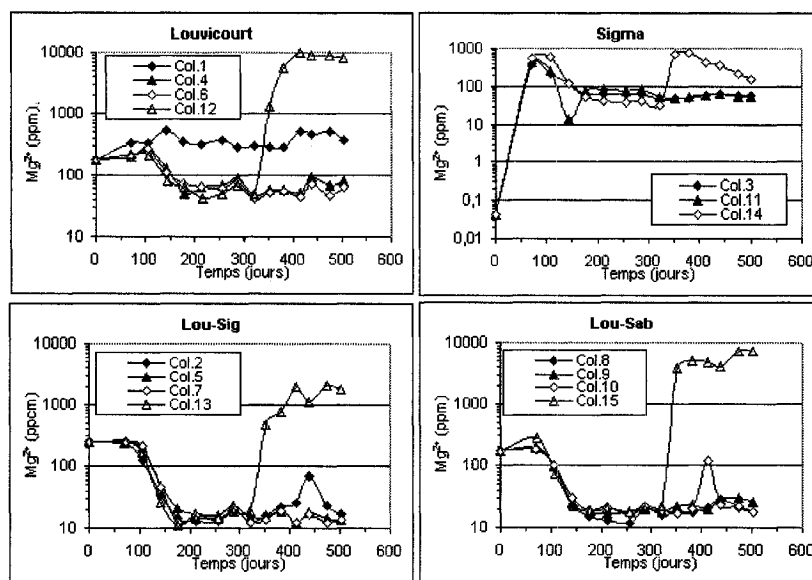 Louvicourt
Mg²⁺ (ppm).
10000
1000
100
10
Col.1
Col.4
Col.6
Col.12
0 100 200 300 400 500 600
Temps (jours)
Sigma
Mg²⁺ (ppm)
1000
100
10
1
0,1
0,01
Col.3
Col.11
Col.14
0 100 200 300 400 500 600
Temps (jours)
Lou-Sig
Mg²⁺ (ppcm)
10000
1000
100
10
Col.2
Col.5
Col.7
Col.13
0 100 200 300 400 500 600
Temps (jours)
Lou-Sab
Mg²⁺ (ppm)
10000
1000
100
10
Col.8
Col.9
Col.10
Col.15
0 100 200 300 400 500 600
Temps (jours)